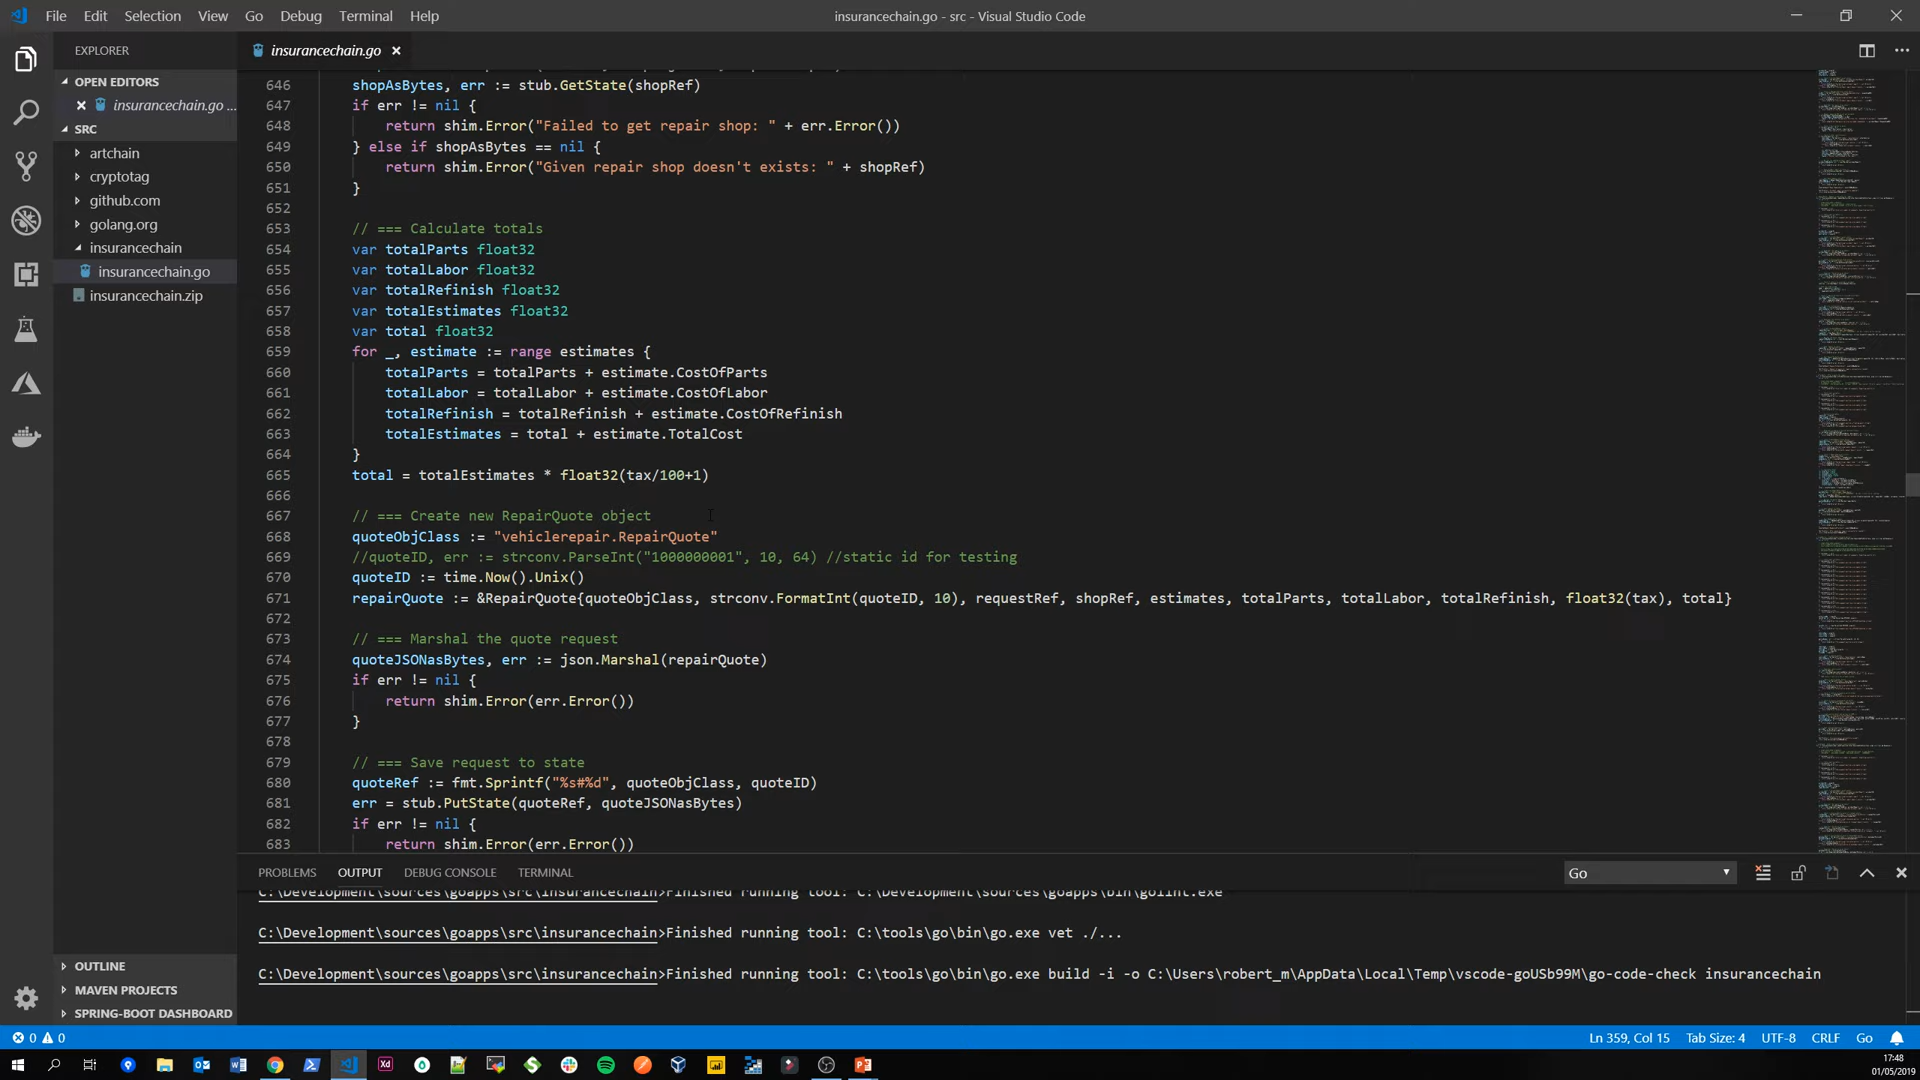 File Edit Selection View Go Debug Terminal Help
insurancechain.go - src - Visual Studio Code
EXPLORER
OPEN EDITORS
insurancechain.go ...
SRC
artchain
cryptotag
github.com
golang.org
insurancechain
insurancechain.go
insurancechain.zip
OUTLINE
MAVEN PROJECTS
SPRING-BOOT DASHBOARD
insurancechain.go
646 shopAsBytes, err := stub.GetState(shopRef)
647 if err != nil {
648 return shim.Error("Failed to get repair shop: " + err.Error())
649 } else if shopAsBytes == nil {
650 return shim.Error("Given repair shop doesn't exists: " + shopRef)
651 }
652
653 // === Calculate totals
654 var totalParts float32
655 var totalLabor float32
656 var totalRefinish float32
657 var totalEstimates float32
658 var total float32
659 for _, estimate := range estimates {
660 totalParts = totalParts + estimate.CostOfParts
661 totalLabor = totalLabor + estimate.CostOfLabor
662 totalRefinish = totalRefinish + estimate.CostOfRefinish
663 totalEstimates = total + estimate.TotalCost
664 }
665 total = totalEstimates * float32(tax/100+1)
666
667 // === Create new RepairQuote object
668 quoteObjClass := "vehiclerepair.RepairQuote"
669 //quoteID, err := strconv.ParseInt("1000000001", 10, 64) //static id for testing
670 quoteID := time.Now().Unix()
671 repairQuote := &RepairQuote{quoteObjClass, strconv.FormatInt(quoteID, 10), requestRef, shopRef, estimates, totalParts, totalLabor, totalRefinish, float32(tax), total}
672
673 // === Marshal the quote request
674 quoteJSONasBytes, err := json.Marshal(repairQuote)
675 if err != nil {
676 return shim.Error(err.Error())
677 }
678
679 // === Save request to state
680 quoteRef := fmt.Sprintf("%s#%d", quoteObjClass, quoteID)
681 err = stub.PutState(quoteRef, quoteJSONasBytes)
682 if err != nil {
683 return shim.Error(err.Error())
PROBLEMS OUTPUT DEBUG CONSOLE TERMINAL
Go
C:\Development\sources\goapps\src\insurancechain>Finished running tool: C:\Development\sources\goapps\bin\golint.exe
C:\Development\sources\goapps\src\insurancechain>Finished running tool: C:\tools\go\bin\go.exe vet ./...
C:\Development\sources\goapps\src\insurancechain>Finished running tool: C:\tools\go\bin\go.exe build -i -o C:\Users\robert_m\AppData\Local\Temp\vscode-goUSb99M\go-code-check insurancechain
0 0
Ln 359, Col 15 Tab Size: 4 UTF-8 CRLF Go
17:48
01/05/2019